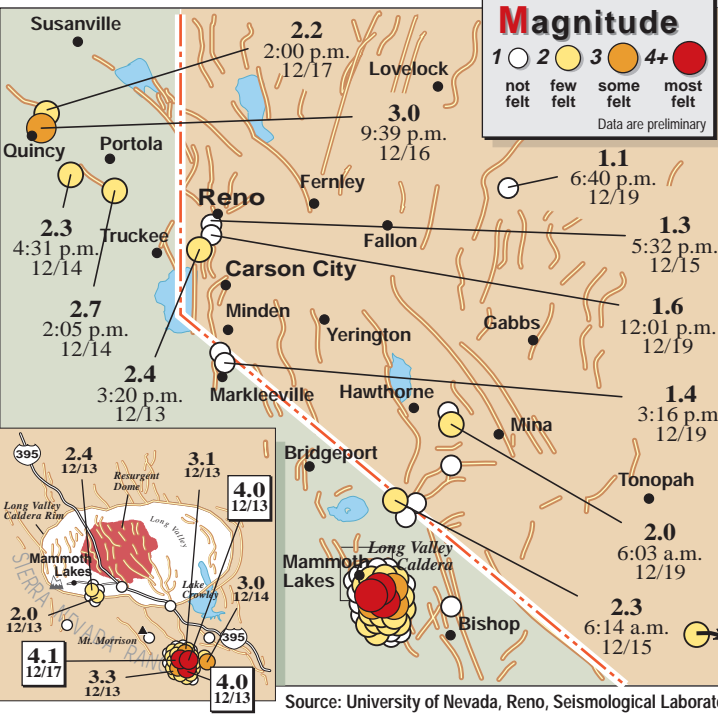 Magnitude
1 2 3 4+
not felt few felt some felt most felt
Data are preliminary
Susanville
2.2
2:00 p.m.
12/17
Lovelock
3.0
9:39 p.m.
12/16
Quincy
Portola
1.1
6:40 p.m.
12/19
Fernley
Reno
2.3
4:31 p.m.
12/14
Truckee
Fallon
1.3
5:32 p.m.
12/15
Carson City
2.7
2:05 p.m.
12/14
Minden
Yerington
Gabbs
1.6
12:01 p.m.
12/19
2.4
3:20 p.m.
12/13
Markleeville
Hawthorne
1.4
3:16 p.m
12/19
Mina
Bridgeport
Tonopah
2.0
6:03 a.m.
12/19
Long Valley
Caldera
Mammoth
Lakes
2.3
6:14 a.m.
12/15
Bishop
395
2.4
12/13
3.1
12/13
Resurgent
Dome
4.0
12/13
Long Valley
Caldera Rim
Long Valley
Mammoth
Lakes
Lake
Crowley
3.0
12/14
2.0
12/13
SIERRA NEVADA RAN
Mt. Morrison
395
4.1
12/17
3.3
12/13
4.0
12/13
Source: University of Nevada, Reno, Seismological Laborat